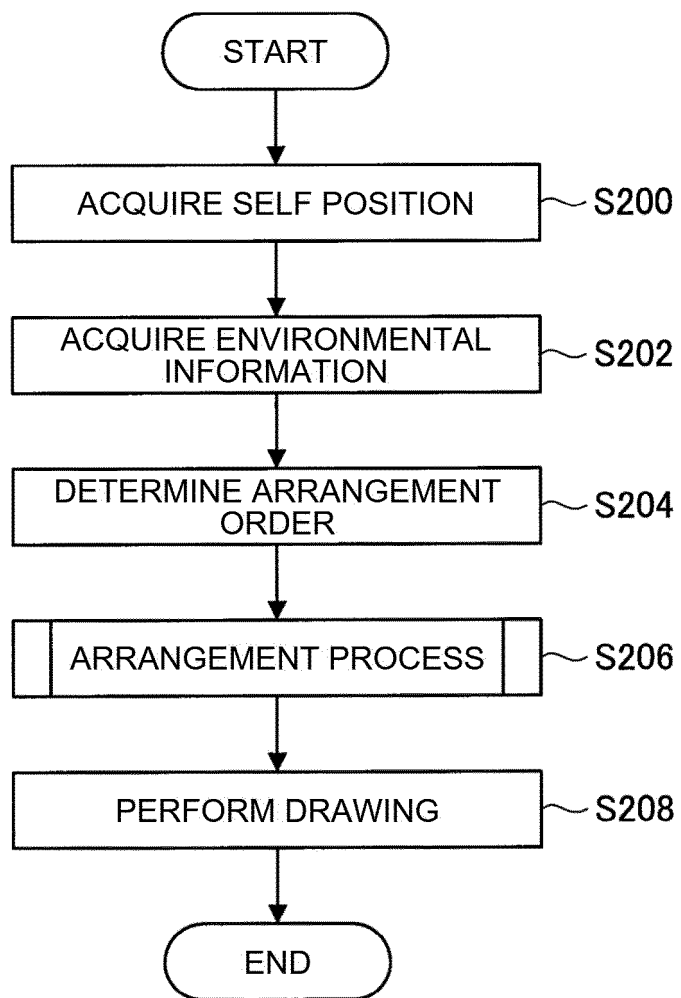 START
ACQUIRE SELF POSITION
S200
ACQUIRE ENVIRONMENTAL
INFORMATION
S202
DETERMINE ARRANGEMENT
ORDER
S204
ARRANGEMENT PROCESS
S206
PERFORM DRAWING
S208
END